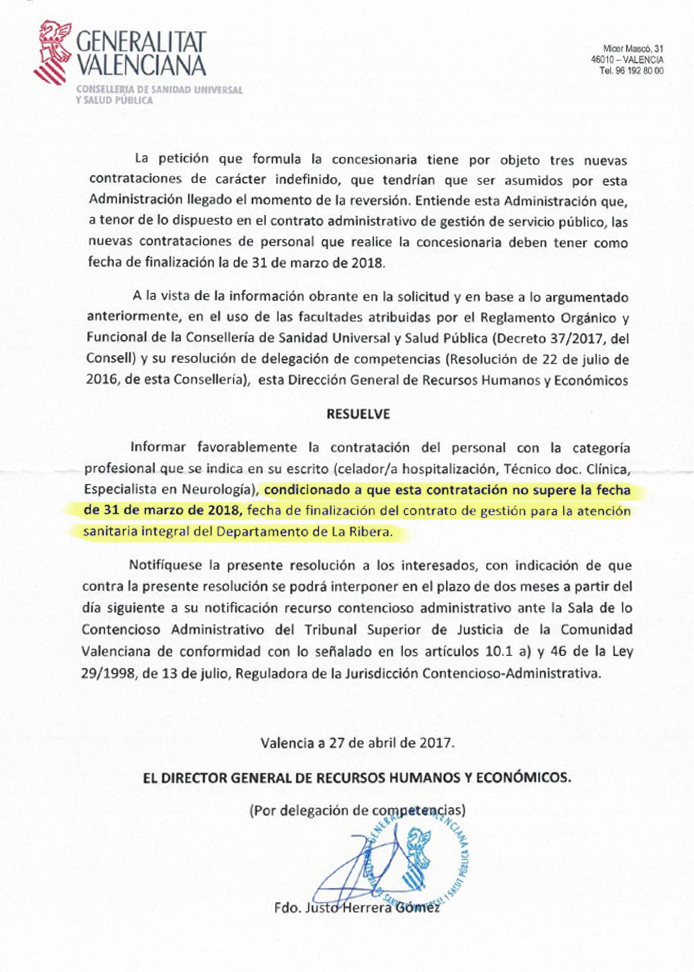 GENERALITAT
VALENCIANA
CONSELLERIA DE SANIDAD UNIVERSAL
Y SALUD PÚBLICA
Micer Mascó, 31
46010 – VALENCIA
Tel. 96 192 80 00
La petición que formula la concesionaria tiene por objeto tres nuevas
contrataciones de carácter indefinido, que tendrían que ser asumidos por esta
Administración llegado el momento de la reversión. Entiende esta Administración que,
a tenor de lo dispuesto en el contrato administrativo de gestión de servicio público, las
nuevas contrataciones de personal que realice la concesionaria deben tener como
fecha de finalización la de 31 de marzo de 2018.
A la vista de la información obrante en la solicitud y en base a lo argumentado
anteriormente, en el uso de las facultades atribuidas por el Reglamento Orgánico y
Funcional de la Consellería de Sanidad Universal y Salud Pública (Decreto 37/2017, del
Consell) y su resolución de delegación de competencias (Resolución de 22 de julio de
2016, de esta Consellería), esta Dirección General de Recursos Humanos y Económicos
RESUELVE
Informar favorablemente la contratación del personal con la categoría
profesional que se indica en su escrito (celador/a hospitalización, Técnico doc. Clínica,
Especialista en Neurología), condicionado a que esta contratación no supere la fecha
de 31 de marzo de 2018, fecha de finalización del contrato de gestión para la atención
sanitaria integral del Departamento de La Ribera.
Notifíquese la presente resolución a los interesados, con indicación de que
contra la presente resolución se podrá interponer en el plazo de dos meses a partir del
día siguiente a su notificación recurso contencioso administrativo ante la Sala de lo
Contencioso Administrativo del Tribunal Superior de Justicia de la Comunidad
Valenciana de conformidad con lo señalado en los artículos 10.1 a) y 46 de la Ley
29/1998, de 13 de julio, Reguladora de la Jurisdicción Contencioso-Administrativa.
Valencia a 27 de abril de 2017.
EL DIRECTOR GENERAL DE RECURSOS HUMANOS Y ECONÓMICOS.
(Por delegación de competencias)
GENERALITAT VALENCIANA
SANIDAD UNIVERSAL Y SALUT PÚBLICA
Fdo. Justo Herrera Gómez